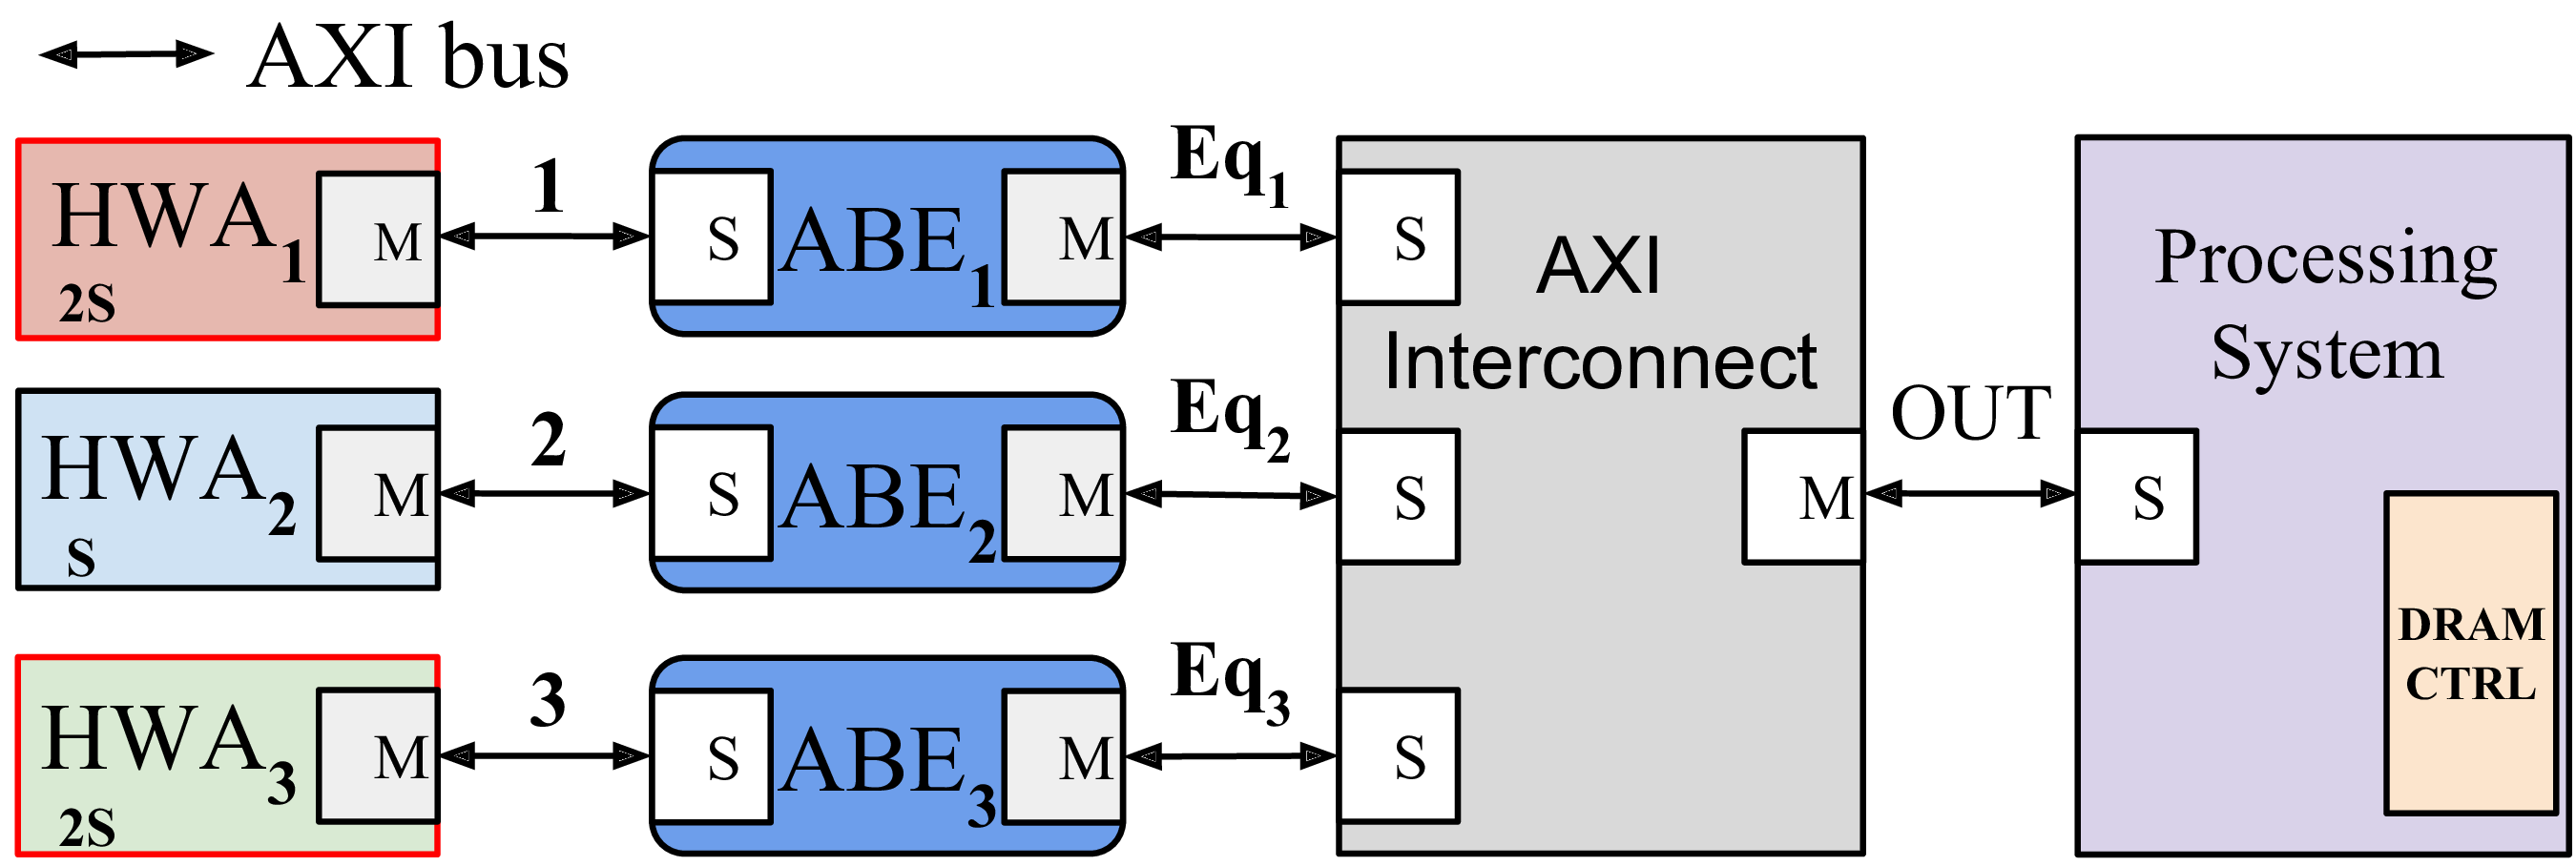 AXI bus
HWA1
2S
M
1
S
ABE1
M
Eq1
S
HWA2
S
M
2
S
ABE2
M
Eq2
S
HWA3
2S
M
3
S
ABE3
M
Eq3
S
AXI
Interconnect
M
OUT
Processing
System
S
DRAM
CTRL